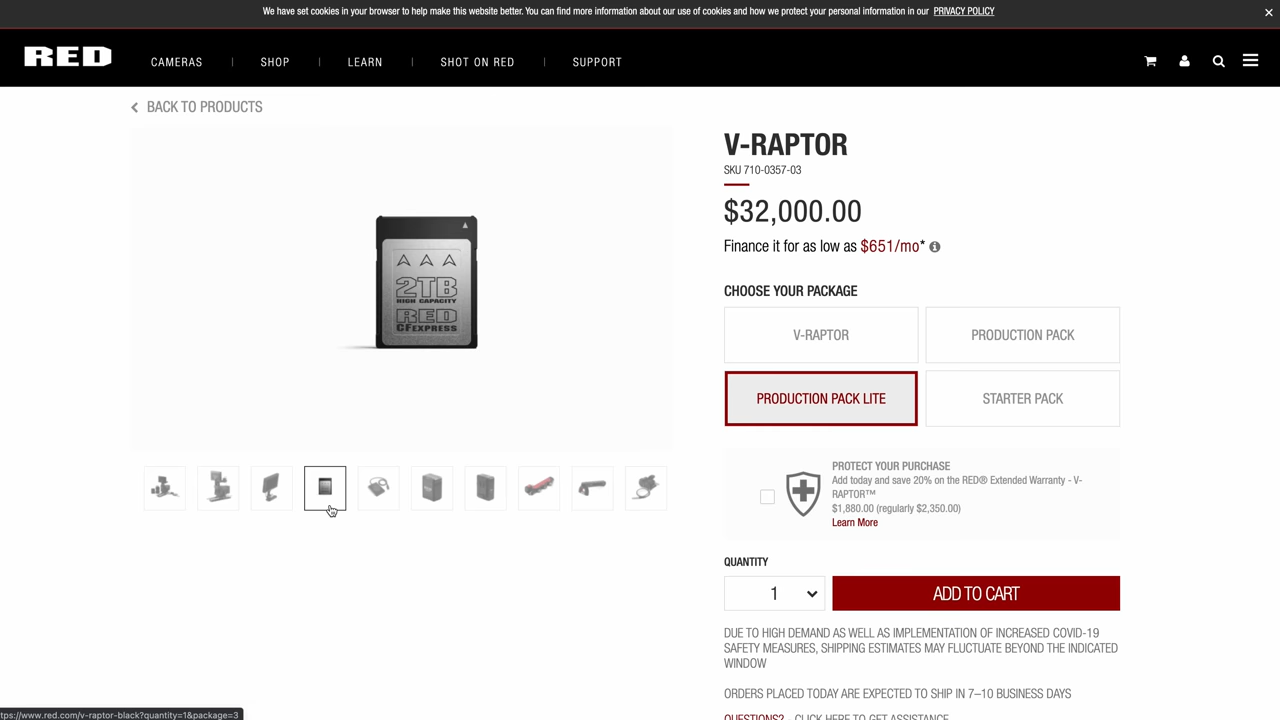 We have set cookies in your browser to help make this website better. You can find more information about our use of cookies and how we protect your personal information in our PRIVACY POLICY
RED
CAMERAS
SHOP
LEARN
SHOT ON RED
SUPPORT
BACK TO PRODUCTS
2TB
HIGH CAPACITY
RED
CFEXPRESS
V-RAPTOR
SKU 710-0357-03
$32,000.00
Finance it for as low as $651/mo*
CHOOSE YOUR PACKAGE
V-RAPTOR
PRODUCTION PACK
PRODUCTION PACK LITE
STARTER PACK
PROTECT YOUR PURCHASE
Add today and save 20% on the RED® Extended Warranty - V-
RAPTOR™
$1,880.00 (regularly $2,350.00)
Learn More
QUANTITY
1
ADD TO CART
DUE TO HIGH DEMAND AS WELL AS IMPLEMENTATION OF INCREASED COVID-19
SAFETY MEASURES, SHIPPING ESTIMATES MAY FLUCTUATE BEYOND THE INDICATED
WINDOW
ORDERS PLACED TODAY ARE EXPECTED TO SHIP IN 7–10 BUSINESS DAYS
QUESTIONS? - CLICK HERE TO GET ASSISTANCE
tps://www.red.com/v-raptor-black?quantity=1&package=3